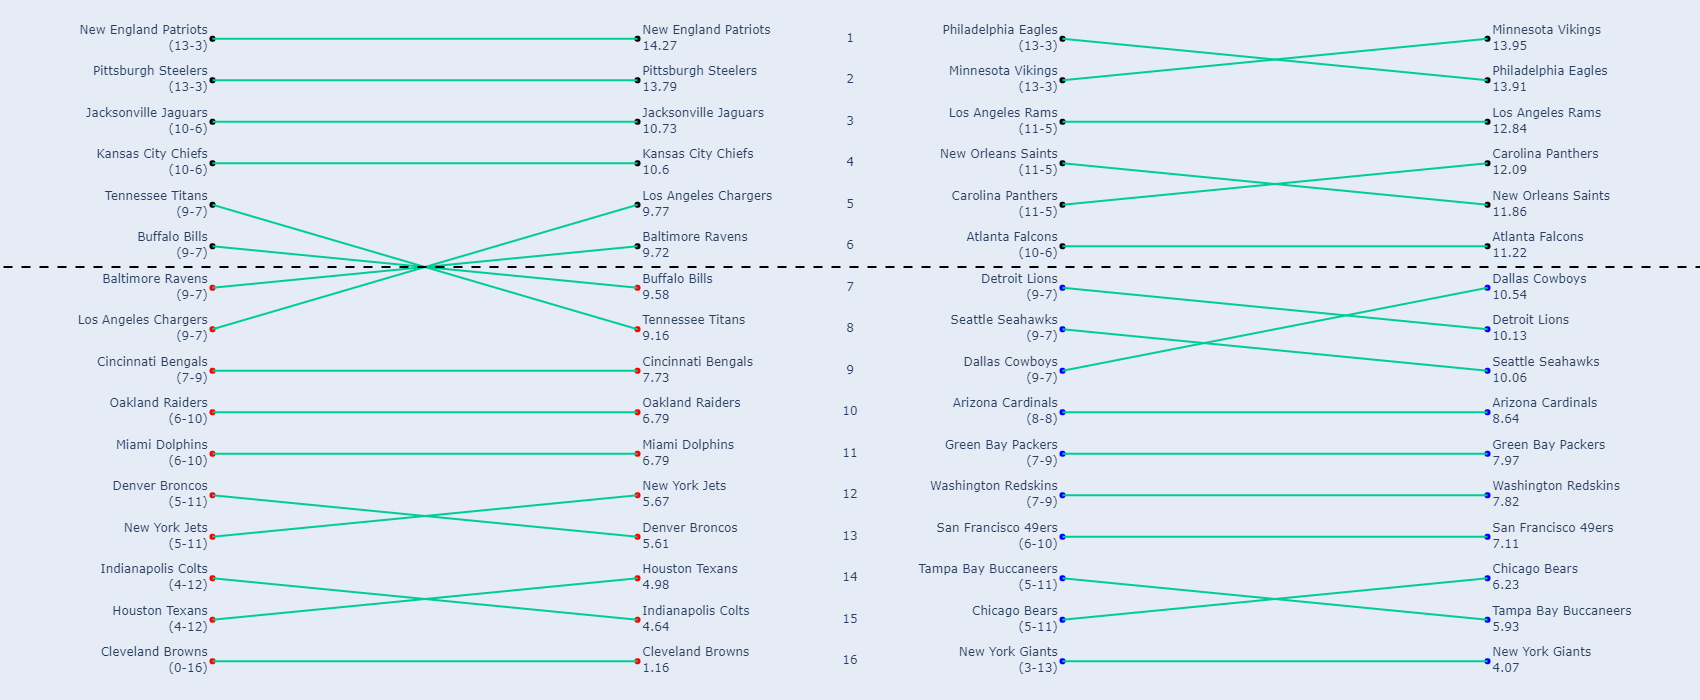 New England Patriots
(13-3)
New England Patriots
14.27
1
Philadelphia Eagles
(13-3)
Minnesota Vikings
13.95
Pittsburgh Steelers
(13-3)
Pittsburgh Steelers
13.79
2
Minnesota Vikings
(13-3)
Philadelphia Eagles
13.91
Jacksonville Jaguars
(10-6)
Jacksonville Jaguars
10.73
3
Los Angeles Rams
(11-5)
Los Angeles Rams
12.84
Kansas City Chiefs
(10-6)
Kansas City Chiefs
10.6
4
New Orleans Saints
(11-5)
Carolina Panthers
12.09
Tennessee Titans
(9-7)
Los Angeles Chargers
9.77
5
Carolina Panthers
(11-5)
New Orleans Saints
11.86
Buffalo Bills
(9-7)
Baltimore Ravens
9.72
6
Atlanta Falcons
(10-6)
Atlanta Falcons
11.22
Baltimore Ravens
(9-7)
Buffalo Bills
9.58
7
Detroit Lions
(9-7)
Dallas Cowboys
10.54
Los Angeles Chargers
(9-7)
Tennessee Titans
9.16
8
Seattle Seahawks
(9-7)
Detroit Lions
10.13
Cincinnati Bengals
(7-9)
Cincinnati Bengals
7.73
9
Dallas Cowboys
(9-7)
Seattle Seahawks
10.06
Oakland Raiders
(6-10)
Oakland Raiders
6.79
10
Arizona Cardinals
(8-8)
Arizona Cardinals
8.64
Miami Dolphins
(6-10)
Miami Dolphins
6.79
11
Green Bay Packers
(7-9)
Green Bay Packers
7.97
Denver Broncos
(5-11)
New York Jets
5.67
12
Washington Redskins
(7-9)
Washington Redskins
7.82
New York Jets
(5-11)
Denver Broncos
5.61
13
San Francisco 49ers
(6-10)
San Francisco 49ers
7.11
Indianapolis Colts
(4-12)
Houston Texans
4.98
14
Tampa Bay Buccaneers
(5-11)
Chicago Bears
6.23
Houston Texans
(4-12)
Indianapolis Colts
4.64
15
Chicago Bears
(5-11)
Tampa Bay Buccaneers
5.93
Cleveland Browns
(0-16)
Cleveland Browns
1.16
16
New York Giants
(3-13)
New York Giants
4.07